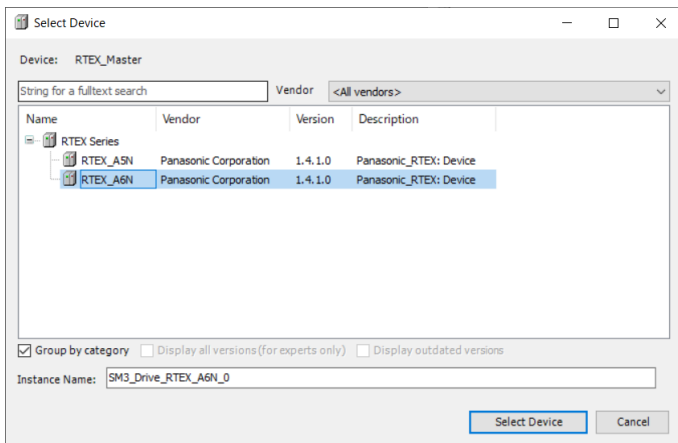 Select Device
Device: RTEX_Master
String for a fulltext search Vendor <All vendors>
Name Vendor Version Description
RTEX Series
RTEX_A5N Panasonic Corporation 1.4.1.0 Panasonic_RTEX: Device
RTEX_A6N Panasonic Corporation 1.4.1.0 Panasonic_RTEX: Device
Group by category Display all versions (for experts only) Display outdated versions
Instance Name: SM3_Drive_RTEX_A6N_0
Select Device Cancel